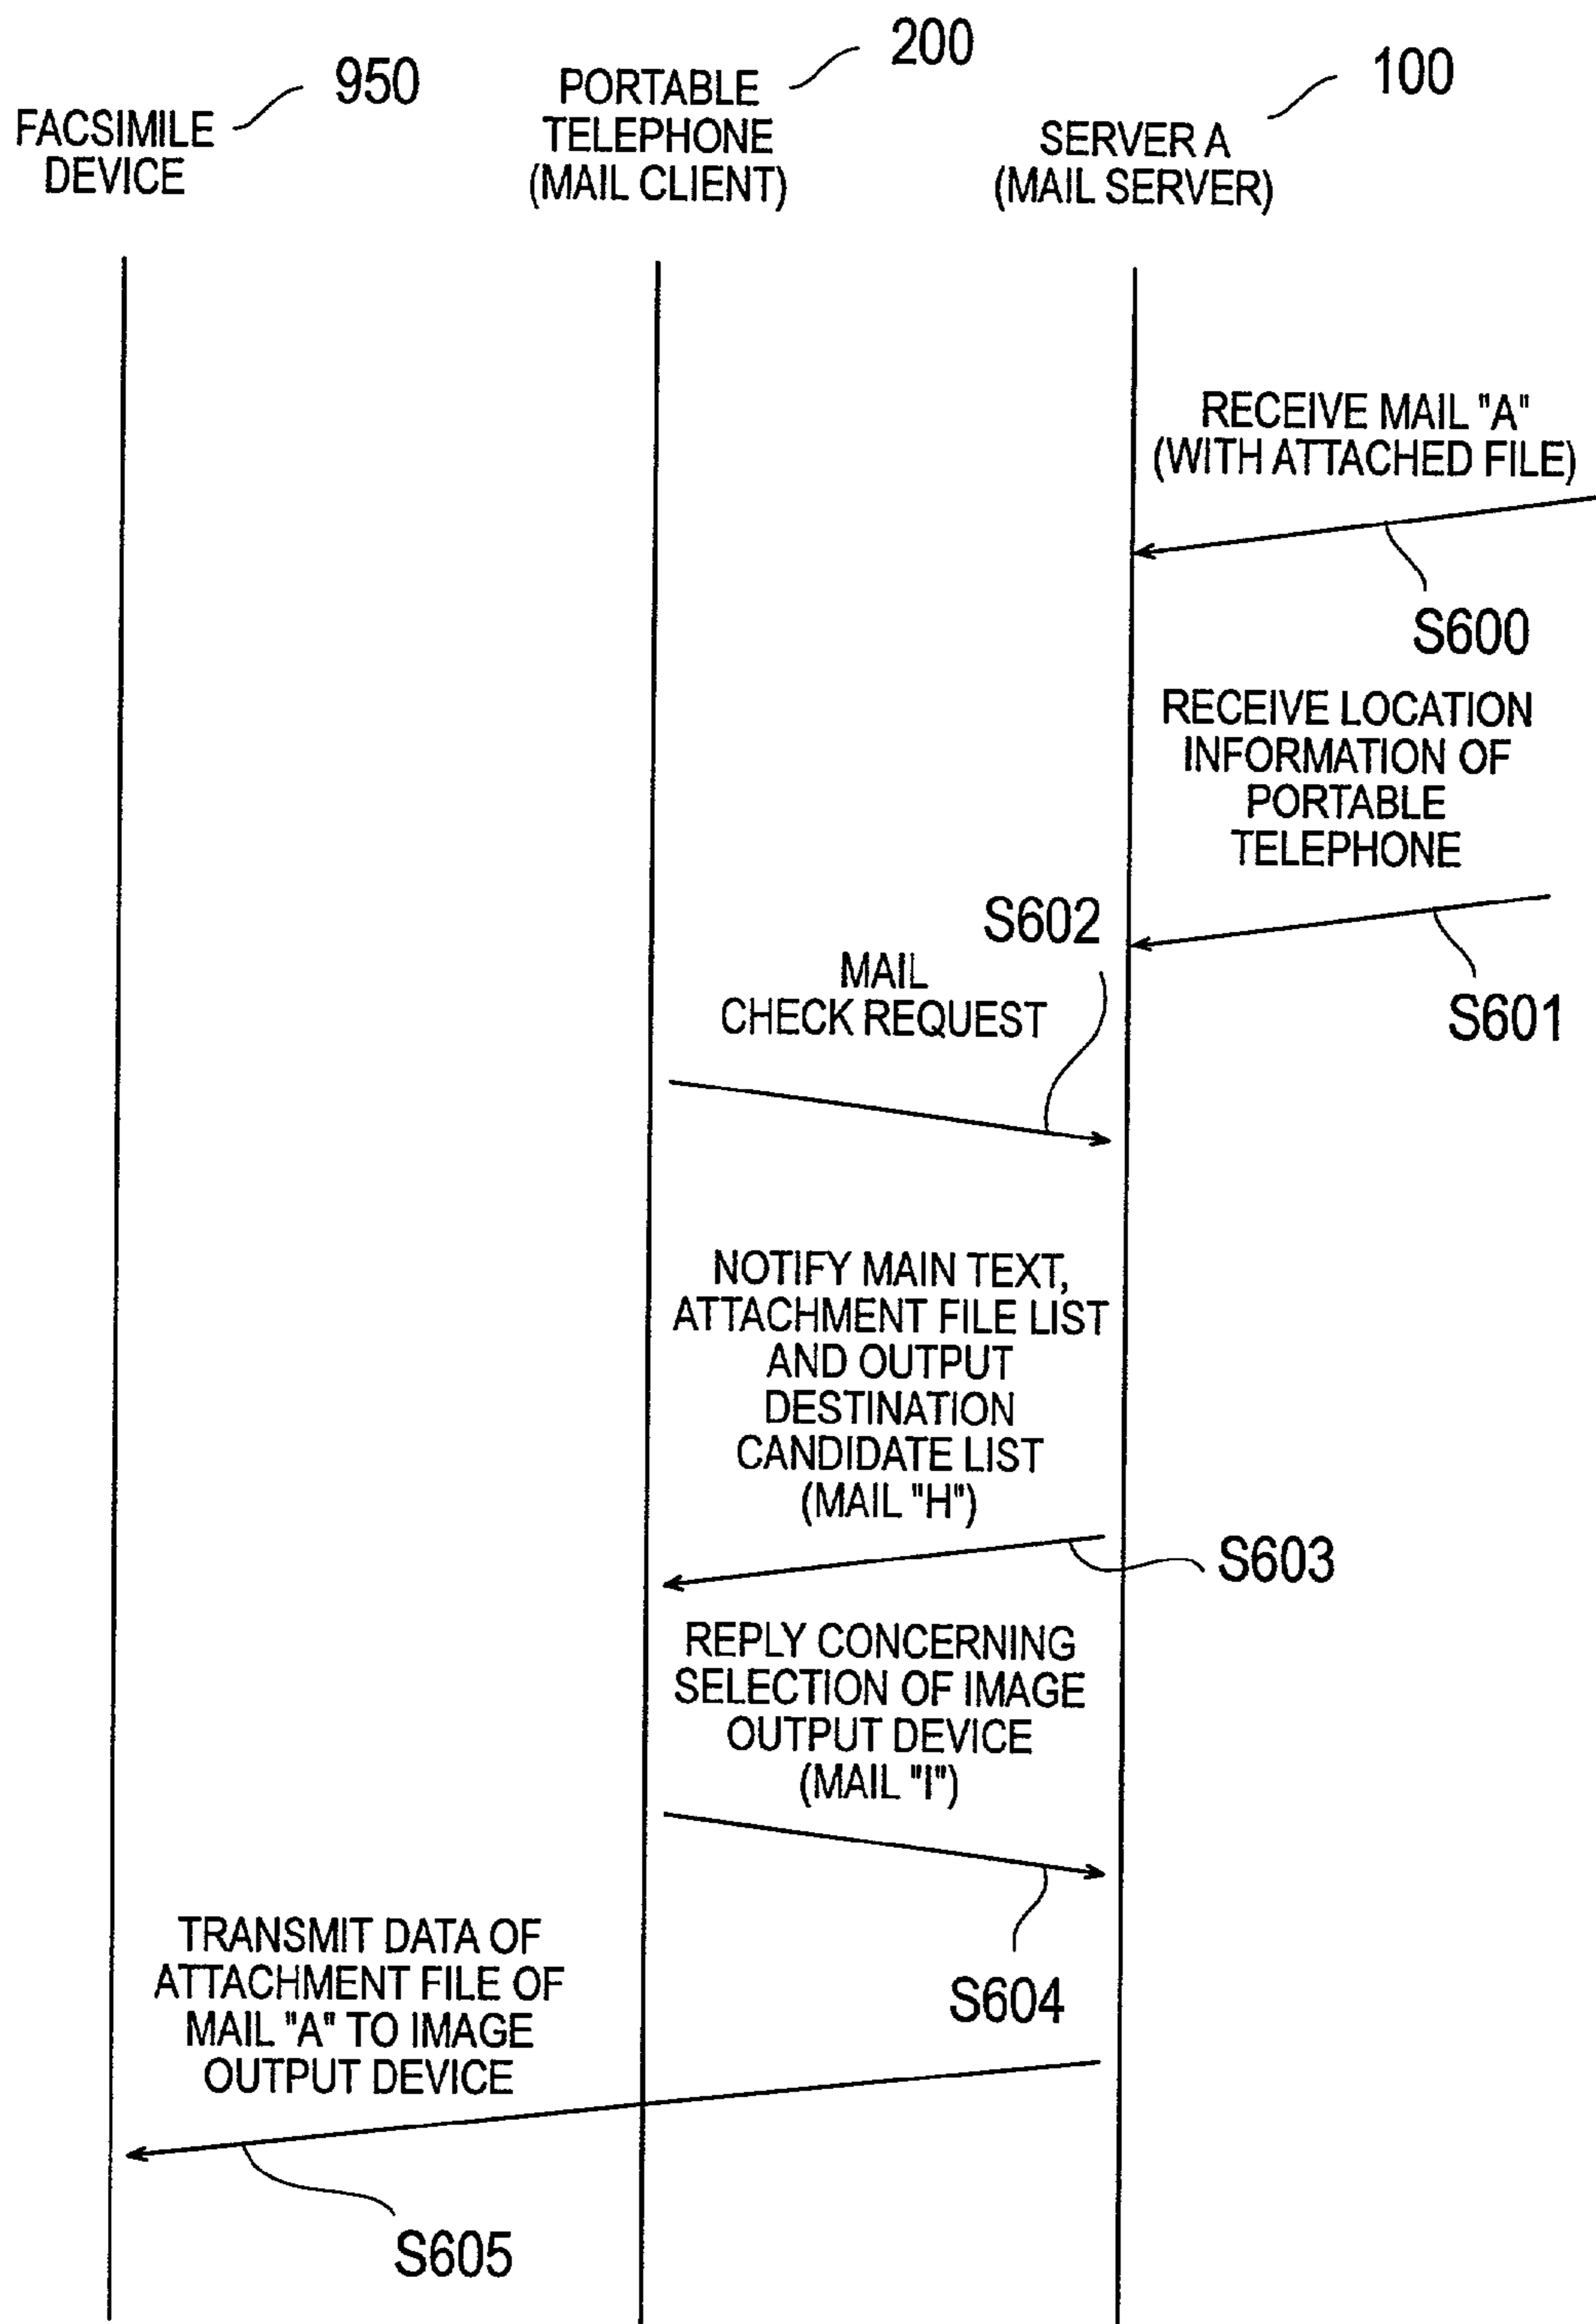 950
FACSIMILE
DEVICE
200
PORTABLE
TELEPHONE
(MAIL CLIENT)
100
SERVER A
(MAIL SERVER)
RECEIVE MAIL "A"
(WITH ATTACHED FILE)
S600
RECEIVE LOCATION
INFORMATION OF
PORTABLE
TELEPHONE
S601
S602
MAIL
CHECK REQUEST
NOTIFY MAIN TEXT,
ATTACHMENT FILE LIST
AND OUTPUT
DESTINATION
CANDIDATE LIST
(MAIL "H")
S603
REPLY CONCERNING
SELECTION OF IMAGE
OUTPUT DEVICE
(MAIL "I")
S604
TRANSMIT DATA OF
ATTACHMENT FILE OF
MAIL "A" TO IMAGE
OUTPUT DEVICE
S605